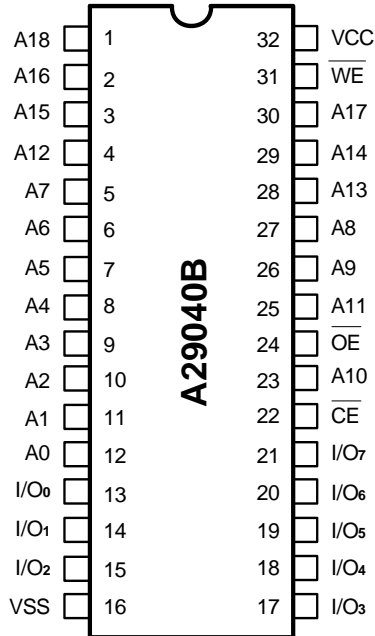 A18 1 32 VCC
A16 2 31 WE
A15 3 30 A17
A12 4 29 A14
A7 5 28 A13
A6 6 27 A8
A5 7 26 A9
A4 8 25 A11
A3 9 24 OE
A2 10 23 A10
A1 11 22 CE
A0 12 21 I/O7
I/O0 13 20 I/O6
I/O1 14 19 I/O5
I/O2 15 18 I/O4
VSS 16 17 I/O3
A29040B